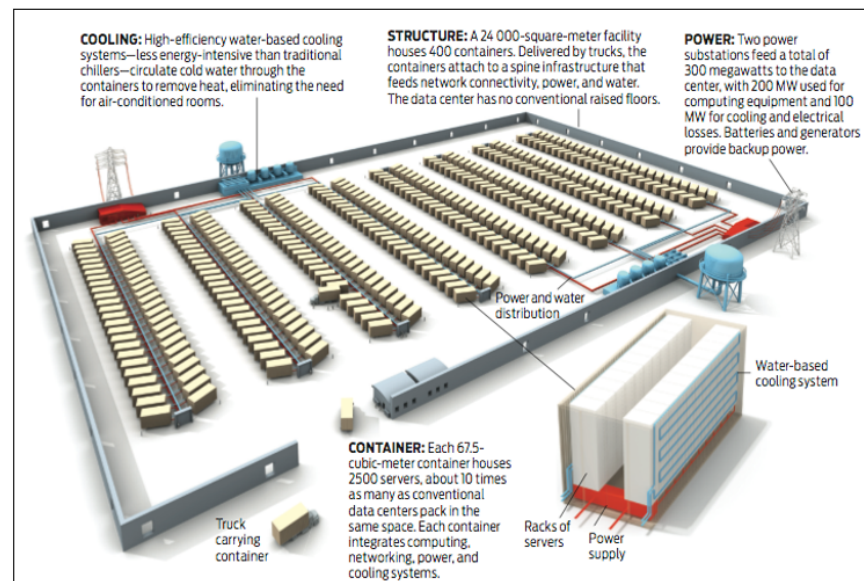 COOLING: High-efficiency water-based cooling
systems—less energy-intensive than traditional
chillers—circulate cold water through the
containers to remove heat, eliminating the need
for air-conditioned rooms.
STRUCTURE: A 24 000-square-meter facility
houses 400 containers. Delivered by trucks, the
containers attach to a spine infrastructure that
feeds network connectivity, power, and water.
The data center has no conventional raised floors.
POWER: Two power
substations feed a total of
300 megawatts to the data
center, with 200 MW used for
computing equipment and 100
MW for cooling and electrical
losses. Batteries and generators
provide backup power.
Power and water
distribution
Water-based
cooling system
CONTAINER: Each 67.5-
cubic-meter container houses
2500 servers, about 10 times
as many as conventional
data centers pack in the
same space. Each container
integrates computing,
networking, power, and
cooling systems.
Truck
carrying
container
Racks of
servers
Power
supply